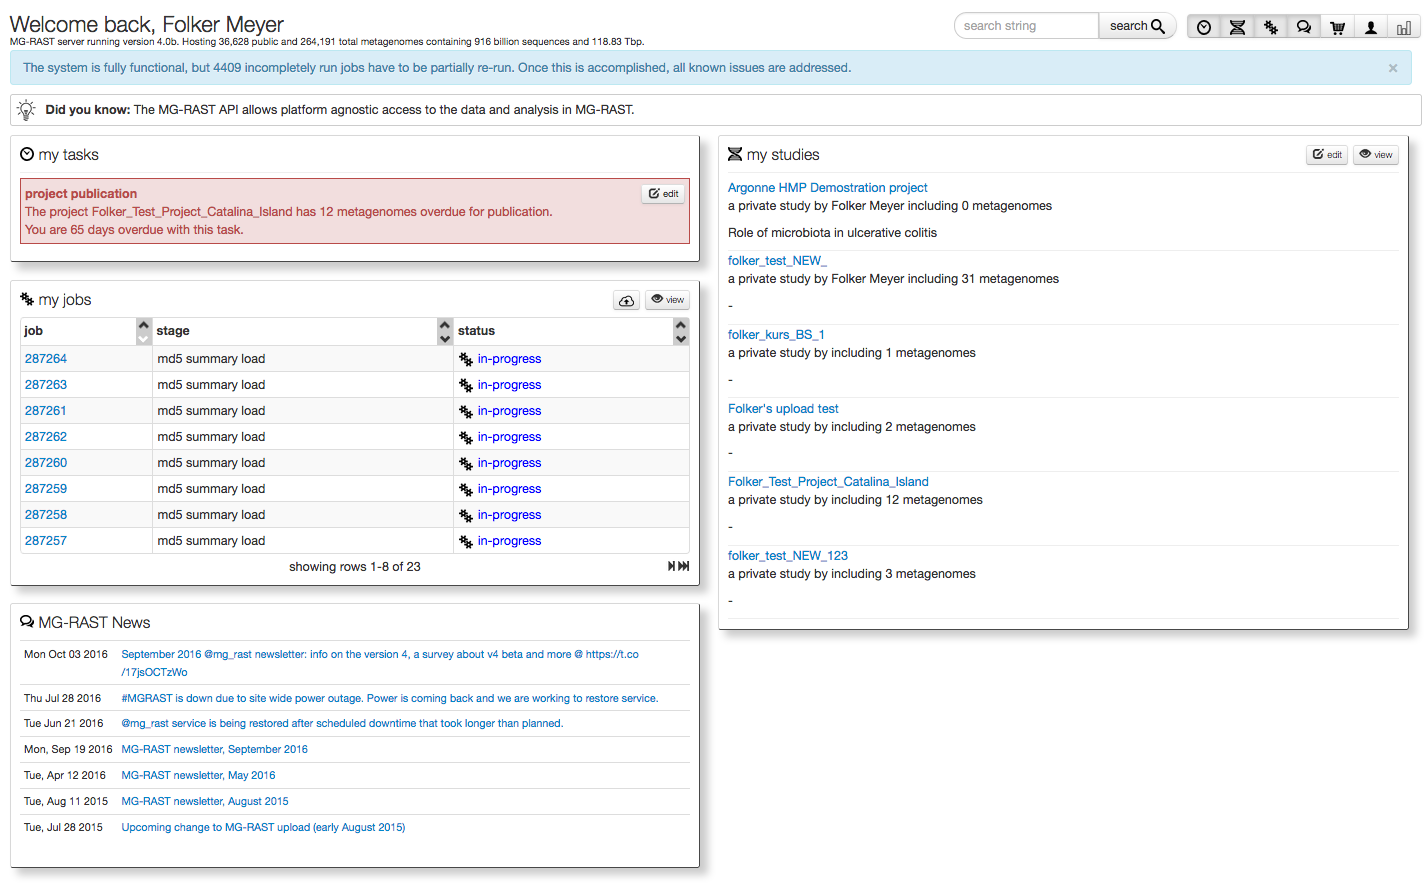 Welcome back, Folker Meyer
MG-RAST server running version 4.0b. Hosting 36,628 public and 264,191 total metagenomes containing 916 billion sequences and 118.83 Tbp.
search string
search
The system is fully functional, but 4409 incompletely run jobs have to be partially re-run. Once this is accomplished, all known issues are addressed.
×
Did you know: The MG-RAST API allows platform agnostic access to the data and analysis in MG-RAST.
my tasks
project publication
edit
The project Folker_Test_Project_Catalina_Island has 12 metagenomes overdue for publication.
You are 65 days overdue with this task.
my jobs
view
job stage status
287264 md5 summary load in-progress
287263 md5 summary load in-progress
287261 md5 summary load in-progress
287262 md5 summary load in-progress
287260 md5 summary load in-progress
287259 md5 summary load in-progress
287258 md5 summary load in-progress
287257 md5 summary load in-progress
showing rows 1-8 of 23
MG-RAST News
Mon Oct 03 2016 September 2016 @mg_rast newsletter: info on the version 4, a survey about v4 beta and more @ https://t.co
/17jsOCTzWo
Thu Jul 28 2016 #MGRAST is down due to site wide power outage. Power is coming back and we are working to restore service.
Tue Jun 21 2016 @mg_rast service is being restored after scheduled downtime that took longer than planned.
Mon, Sep 19 2016 MG-RAST newsletter, September 2016
Tue, Apr 12 2016 MG-RAST newsletter, May 2016
Tue, Aug 11 2015 MG-RAST newsletter, August 2015
Tue, Jul 28 2015 Upcoming change to MG-RAST upload (early August 2015)
my studies
edit
view
Argonne HMP Demostration project
a private study by Folker Meyer including 0 metagenomes
Role of microbiota in ulcerative colitis
folker_test_NEW_
a private study by Folker Meyer including 31 metagenomes
-
folker_kurs_BS_1
a private study by including 1 metagenomes
-
Folker's upload test
a private study by including 2 metagenomes
-
Folker_Test_Project_Catalina_Island
a private study by including 12 metagenomes
-
folker_test_NEW_123
a private study by including 3 metagenomes
-